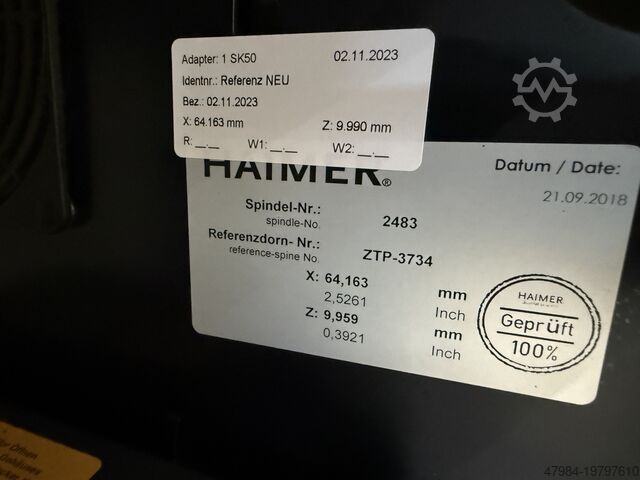 Adapter: 1 SK50 02.11.2023
Identnr.: Referenz NEU
Bez.: 02.11.2023
X: 64.163 mm Z: 9.990 mm
R: __.__ W1: __.__ W2: __.__
HAIMER®
Datum / Date:
21.09.2018
Spindel-Nr.: 2483
spindle-No.
Referenzdorn- Nr.: ZTP-3734
reference-spine No.
X: 64,163 mm
2,5261 Inch
Z: 9,959 mm
0,3921 Inch
HAIMER
Geprüft
100%
47984-19797610